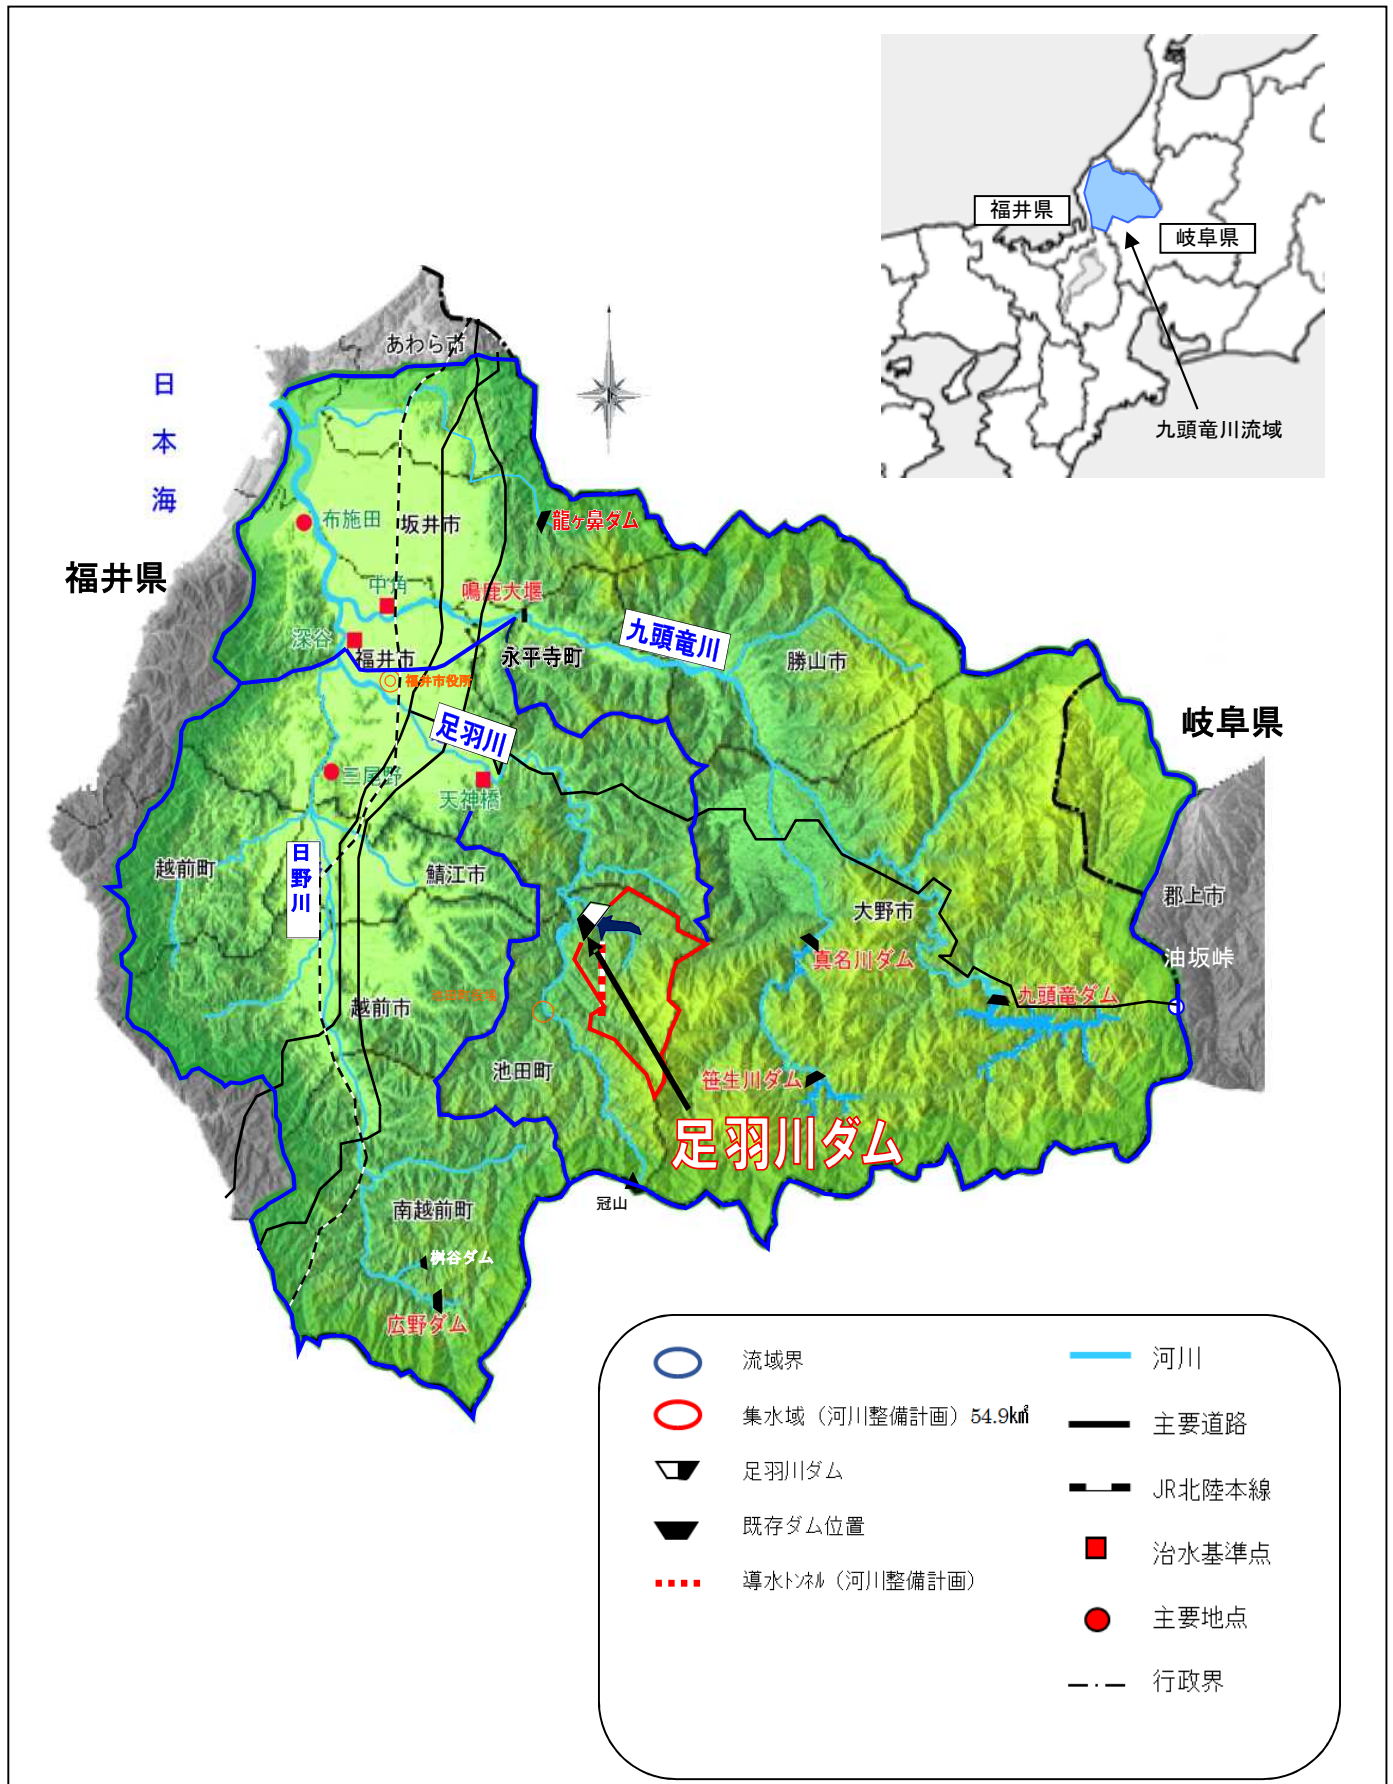 福井県
岐阜県
九頭竜川流域
あわら市
日本海
龍ヶ鼻ダム
布施田
坂井市
福井県
中角
鳴鹿大堰
九頭竜川
深谷
福井市
永平寺町
勝山市
福井市役所
足羽川
岐阜県
三尾野
天神橋
越前町
日野川
鯖江市
大野市
郡上市
真名川ダム
油坂峠
池田町役場
九頭竜ダム
越前市
池田町
笹生川ダム
足羽川ダム
冠山
南越前町
桝谷ダム
広野ダム
流域界
集水域（河川整備計画）54.9k㎡
足羽川ダム
既存ダム位置
導水ﾄﾝﾈﾙ（河川整備計画）
河川
主要道路
JR北陸本線
治水基準点
主要地点
行政界